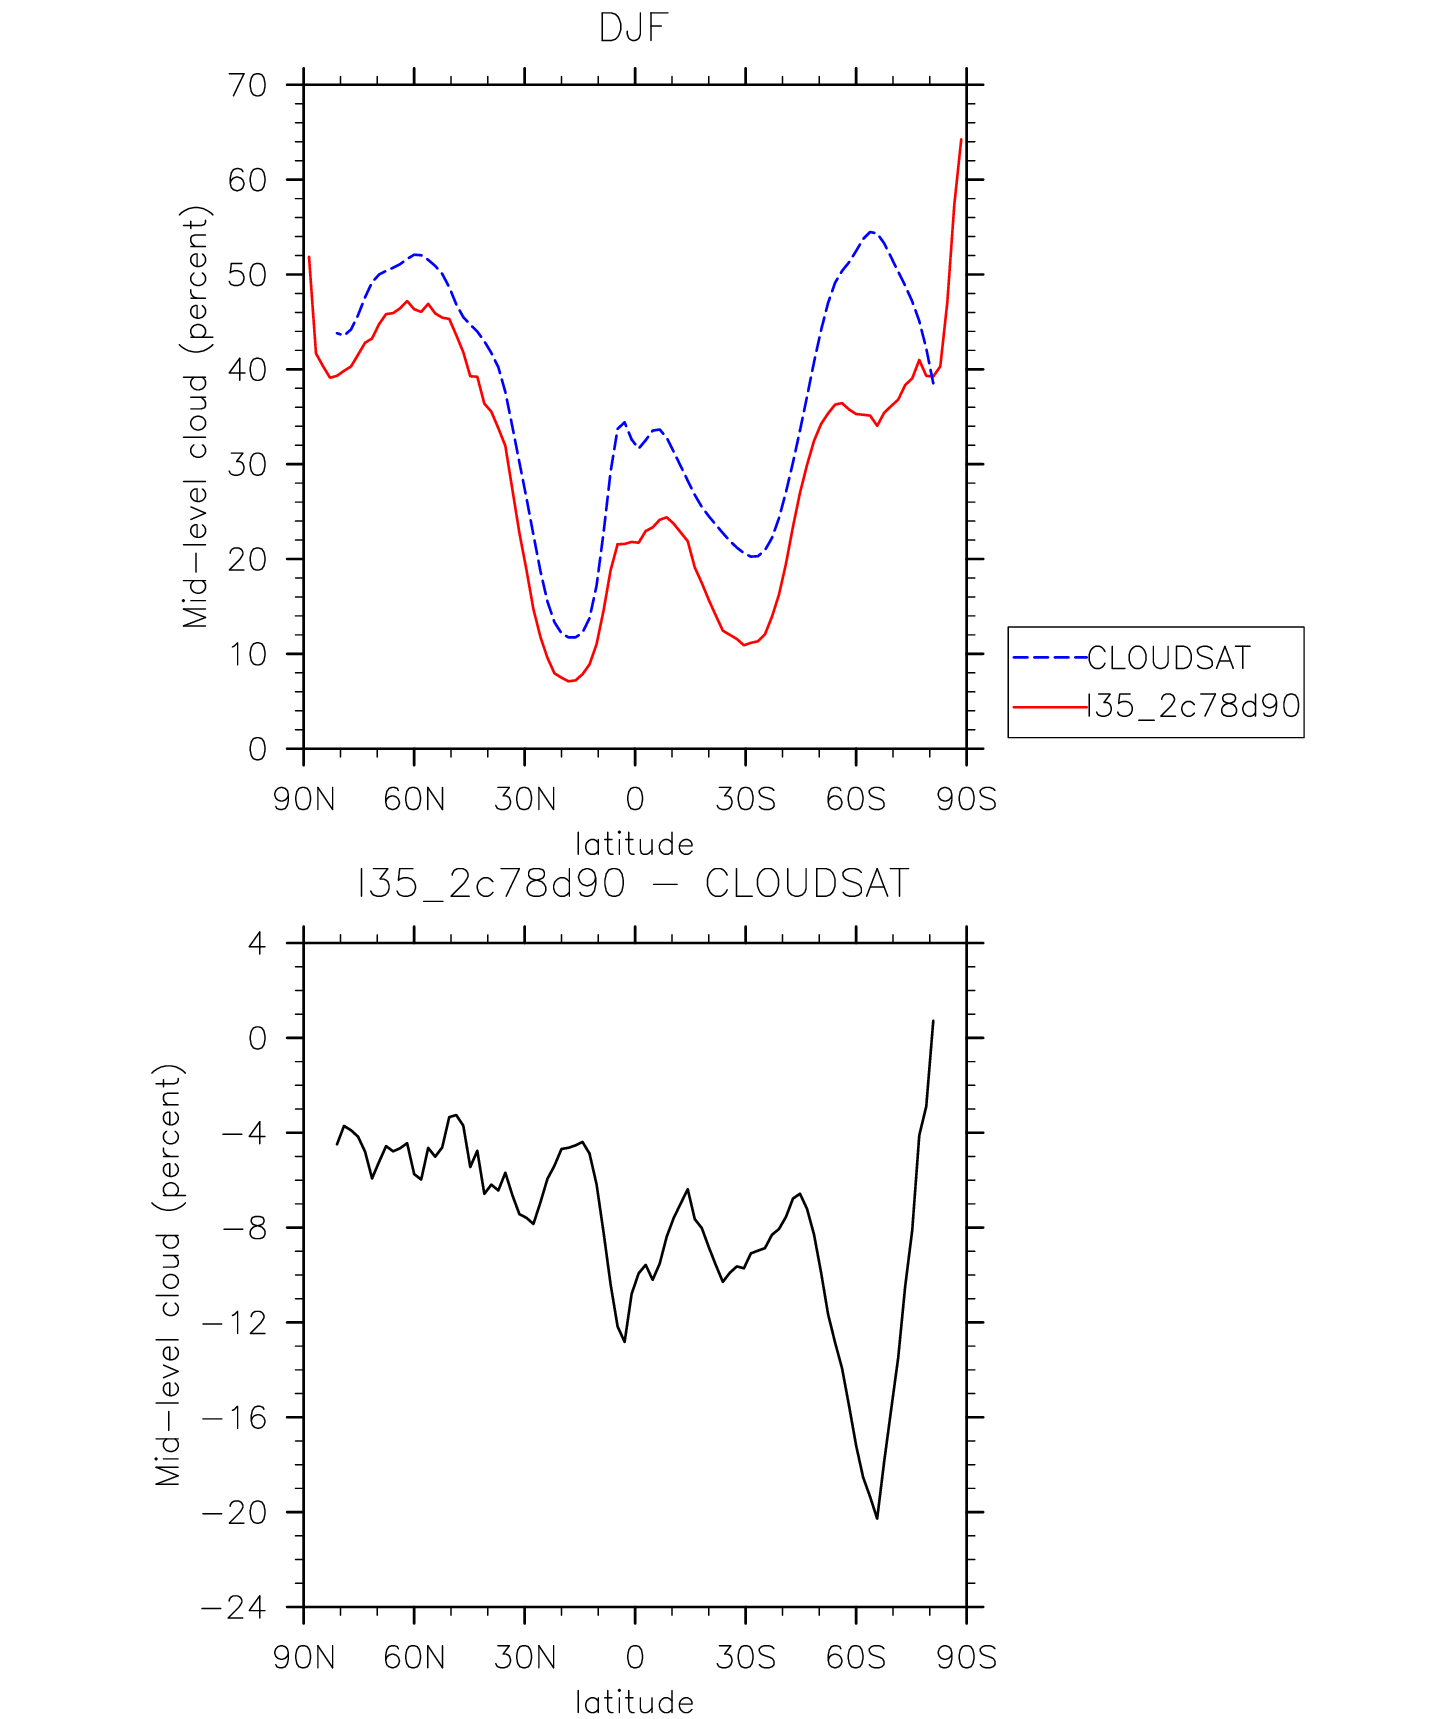 DJF
70
60
50
40
30
20
10
0
Mid-level cloud (percent)
90N 60N 30N 0 30S 60S 90S
latitude
CLOUDSAT
I35_2c78d90
I35_2c78d90 - CLOUDSAT
4
0
-4
-8
-12
-16
-20
-24
Mid-level cloud (percent)
90N 60N 30N 0 30S 60S 90S
latitude